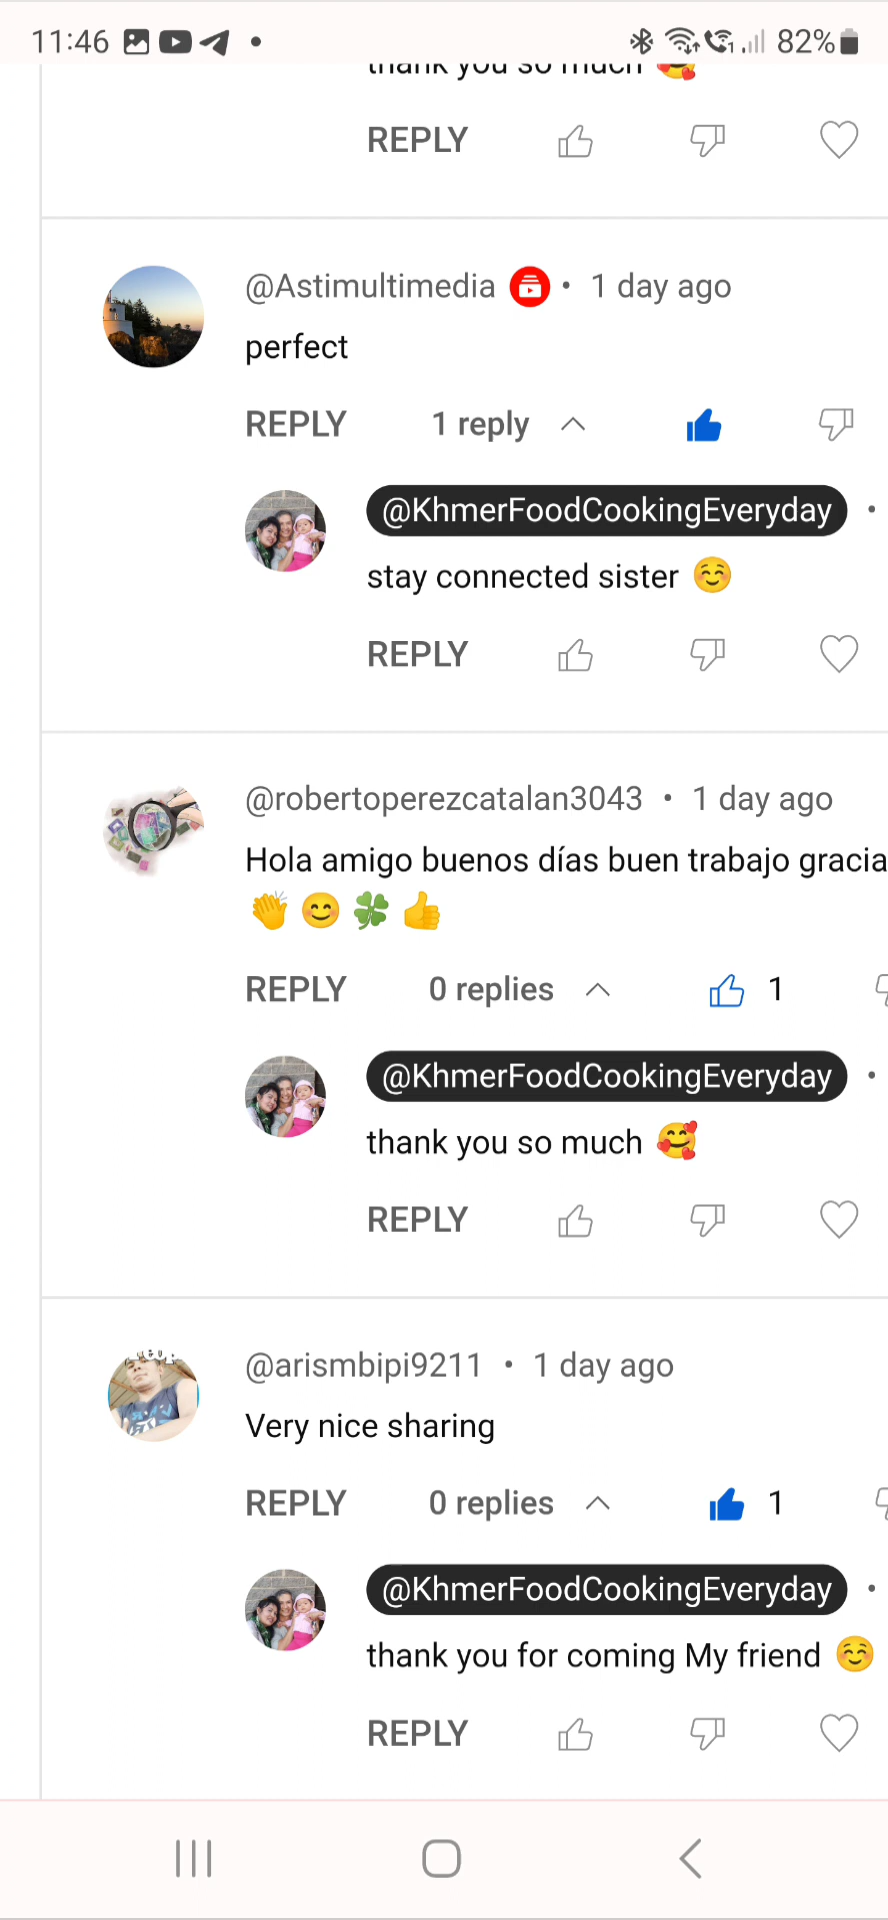 11:46 82%
thank you so much 🥰
REPLY
@Astimultimedia • 1 day ago
perfect
REPLY 1 reply
@KhmerFoodCookingEveryday •
stay connected sister ☺️
REPLY
@robertoperezcatalan3043 • 1 day ago
Hola amigo buenos días buen trabajo gracia
👏 😊 🍀 👍
REPLY 0 replies 1
@KhmerFoodCookingEveryday •
thank you so much 🥰
REPLY
@arismbipi9211 • 1 day ago
Very nice sharing
REPLY 0 replies 1
@KhmerFoodCookingEveryday •
thank you for coming My friend ☺️
REPLY